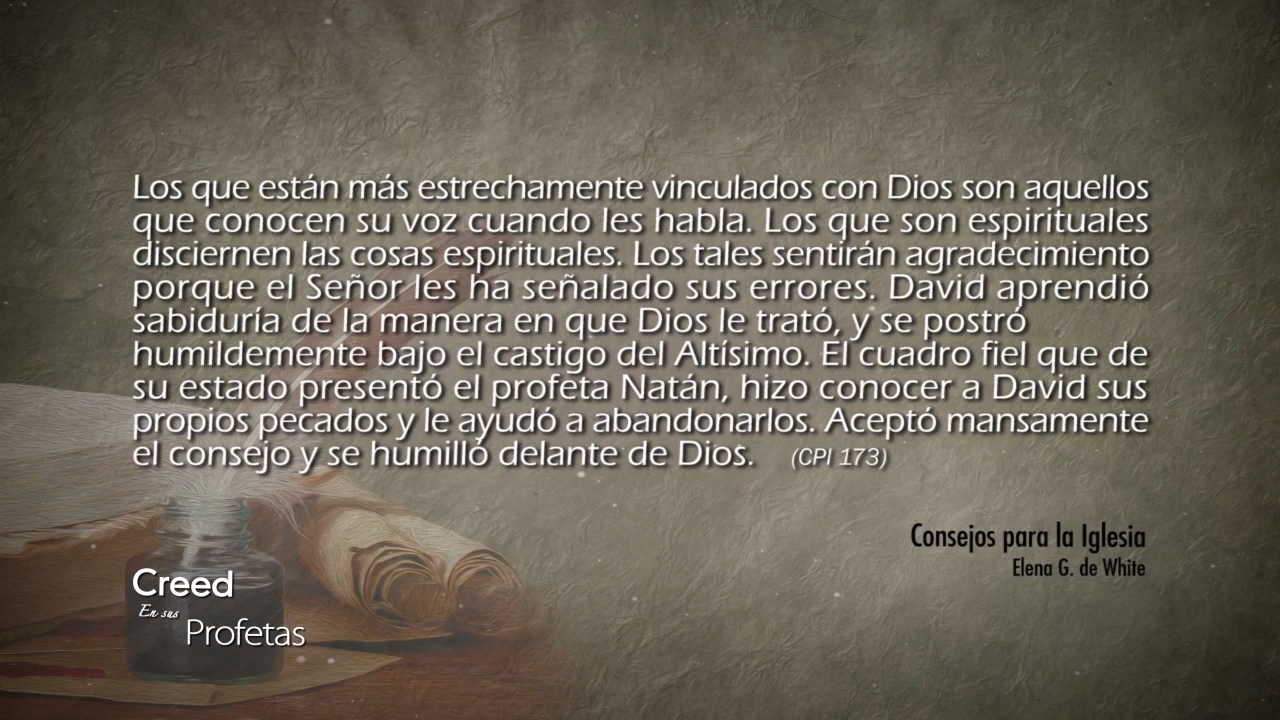 Los que están más estrechamente vinculados con Dios son aquellos
que conocen su voz cuando les habla. Los que son espirituales
disciernen las cosas espirituales. Los tales sentirán agradecimiento
porque el Señor les ha señalado sus errores. David aprendió
sabiduría de la manera en que Dios le trató, y se postró
humildemente bajo el castigo del Altísimo. El cuadro fiel que de
su estado presentó el profeta Natán, hizo conocer a David sus
propios pecados y le ayudó a abandonarlos. Aceptó mansamente
el consejo y se humilló delante de Dios. (CPI 173)
Consejos para la Iglesia
Elena G. de White
Creed
En sus
Profetas